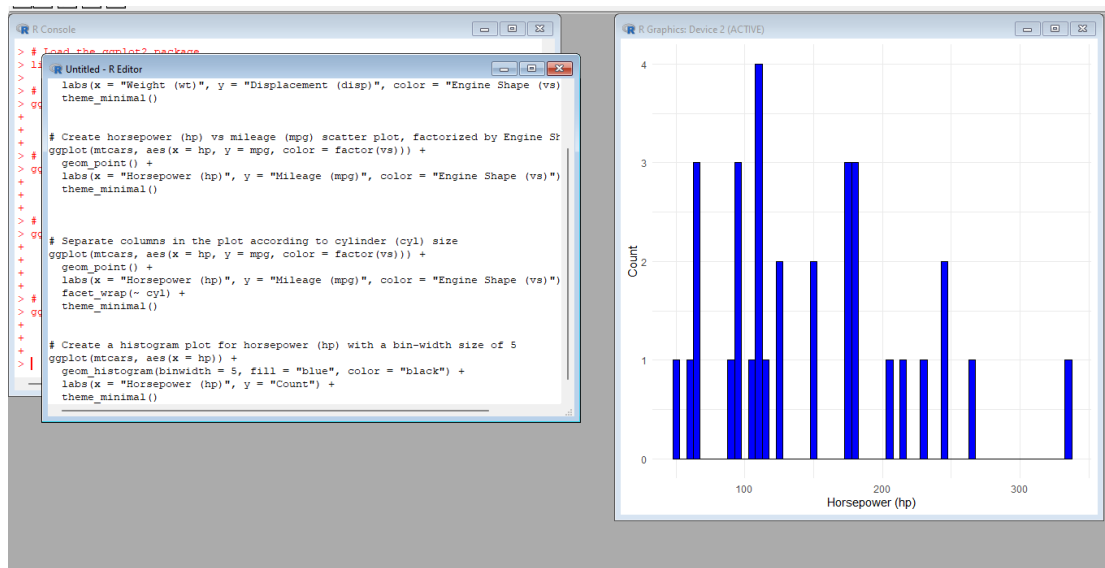 R Console
> # Load the ggplot2 package
> li
>
> #
> gg
+
+
+
> #
> gg
+
+
+
> #
> gg
+
+
+
+
> #
> gg
+
+
+
>
Untitled - R Editor
labs(x = "Weight (wt)", y = "Displacement (disp)", color = "Engine Shape (vs)
theme_minimal()
# Create horsepower (hp) vs mileage (mpg) scatter plot, factorized by Engine Sh
ggplot(mtcars, aes(x = hp, y = mpg, color = factor(vs))) +
geom_point() +
labs(x = "Horsepower (hp)", y = "Mileage (mpg)", color = "Engine Shape (vs)")
theme_minimal()
# Separate columns in the plot according to cylinder (cyl) size
ggplot(mtcars, aes(x = hp, y = mpg, color = factor(vs))) +
geom_point() +
labs(x = "Horsepower (hp)", y = "Mileage (mpg)", color = "Engine Shape (vs)")
facet_wrap(~ cyl) +
theme_minimal()
# Create a histogram plot for horsepower (hp) with a bin-width size of 5
ggplot(mtcars, aes(x = hp)) +
geom_histogram(binwidth = 5, fill = "blue", color = "black") +
labs(x = "Horsepower (hp)", y = "Count") +
theme_minimal()
R Graphics: Device 2 (ACTIVE)
4
3
2
1
0
Count
100 200 300
Horsepower (hp)